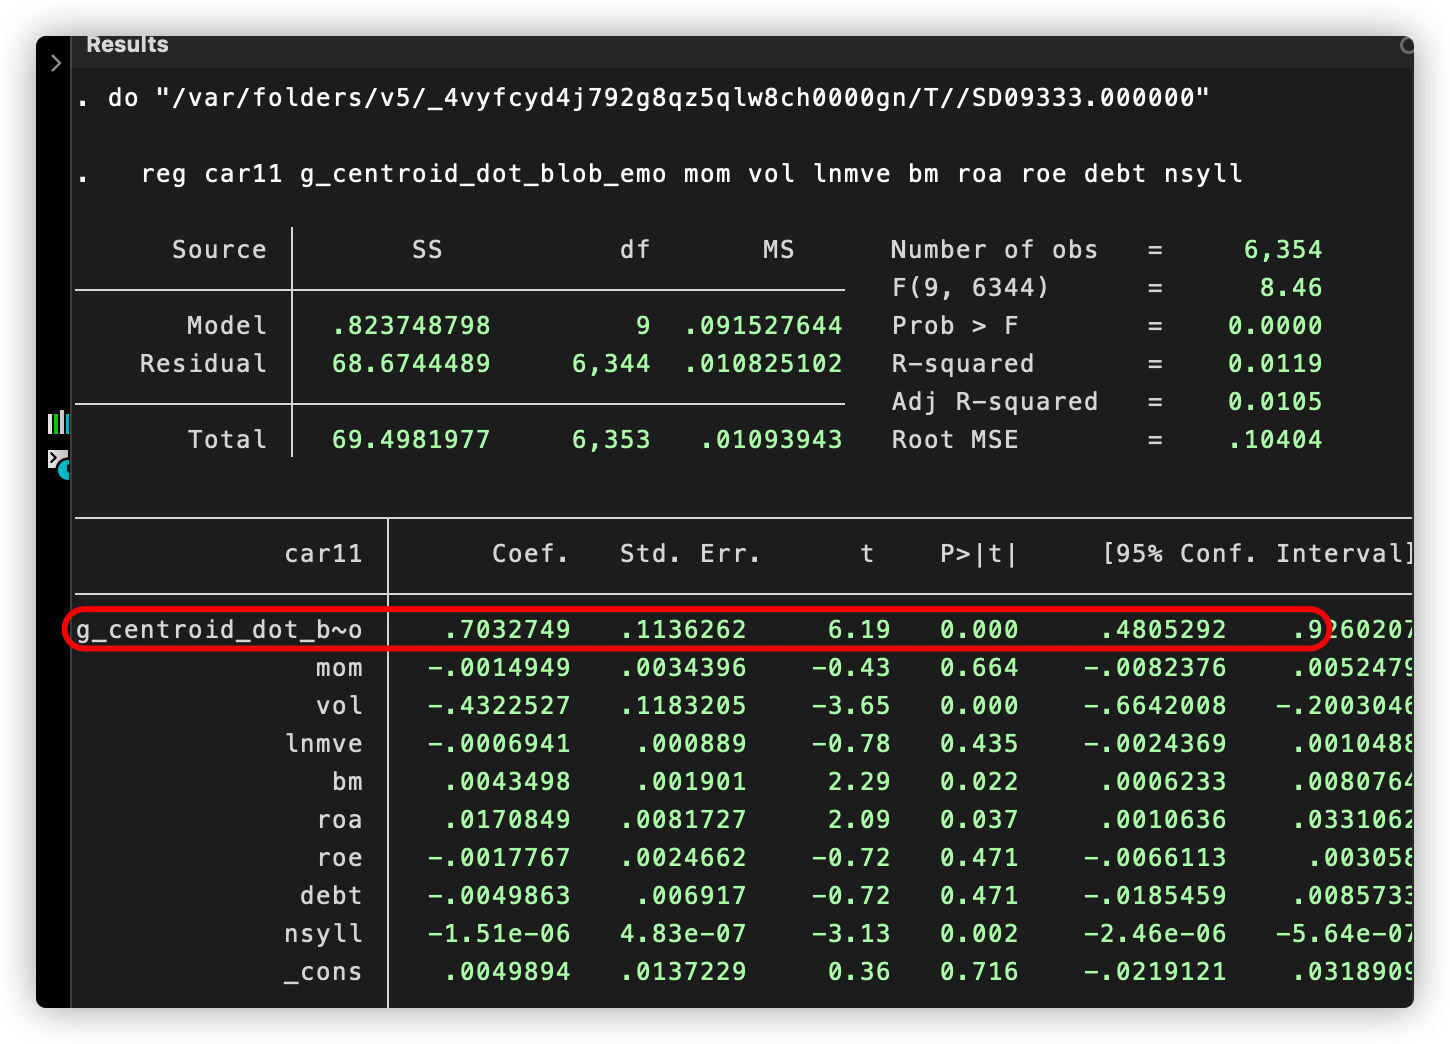 Results
. do "/var/folders/v5/_4vyfcyd4j792g8qz5qlw8ch0000gn/T//SD09333.000000"
. reg car11 g_centroid_dot_blob_emo mom vol lnmve bm roa roe debt nsyll
Source SS df MS Number of obs = 6,354
F(9, 6344) = 8.46
Model .823748798 9 .091527644 Prob > F = 0.0000
Residual 68.6744489 6,344 .010825102 R-squared = 0.0119
Adj R-squared = 0.0105
Total 69.4981977 6,353 .01093943 Root MSE = .10404
car11 Coef. Std. Err. t P>|t| [95% Conf. Interval]
g_centroid_dot_b~o .7032749 .1136262 6.19 0.000 .4805292 .9260207
mom -.0014949 .0034396 -0.43 0.664 -.0082376 .0052479
vol -.4322527 .1183205 -3.65 0.000 -.6642008 -.2003046
lnmve -.0006941 .000889 -0.78 0.435 -.0024369 .0010488
bm .0043498 .001901 2.29 0.022 .0006233 .0080764
roa .0170849 .0081727 2.09 0.037 .0010636 .0331062
roe -.0017767 .0024662 -0.72 0.471 -.0066113 .003058
debt -.0049863 .006917 -0.72 0.471 -.0185459 .0085733
nsyll -1.51e-06 4.83e-07 -3.13 0.002 -2.46e-06 -5.64e-07
_cons .0049894 .0137229 0.36 0.716 -.0219121 .0318909